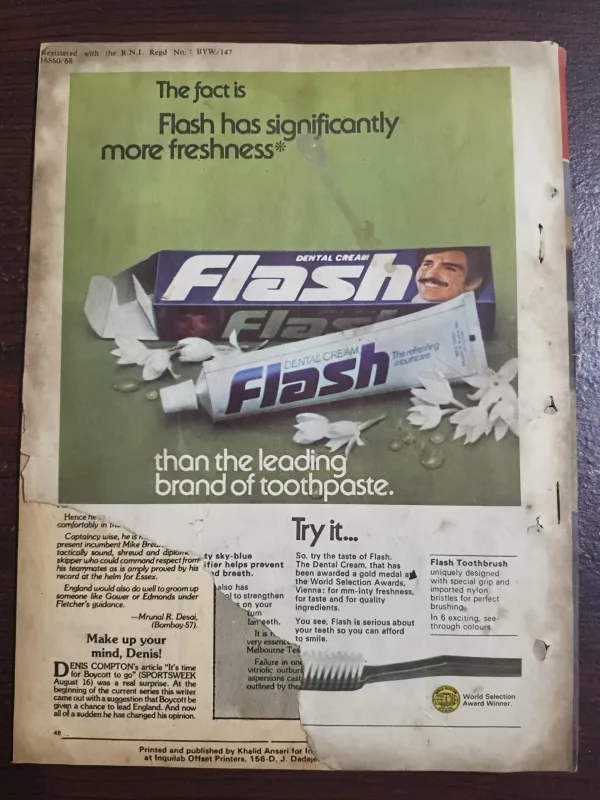 Registered with the R.N.I. Regd No. : BYW/147
16860/68
The fact is
Flash has significantly
more freshness*
DENTAL CREAM
Flash
Flash
DENTAL CREAM
Flash
The refreshing
mouthcare
than the leading
brand of toothpaste.
Hence he
comfortably in
Captaincy wise, he is
present incumbent Mike
tactically sound, shrewd and
skipper who could command respect from
his teammates as is amply proved by his
record at the helm for Essex.
England would also do well to groom up
someone like Gower or Edmonds under
Fletcher's guidance.
—Mrunal R. Desai,
(Bombay-57).
Make up your
mind, Denis!
DENIS COMPTON's article "It's time
for Boycott to go" (SPORTSWEEK
August 16) was a real surprise. At the
beginning of the current series this writer
came out with a suggestion that Boycott be
given a chance to lead England. And now
all of a sudden he has changed his opinion.
46
ty sky-blue
ifier helps prevent
d breath.
also has
to strengthen
s on your
It is
very essence
Melbourne
Failure in one
vitriolic
aspersions cast
outlined by the
Try it...
So, try the taste of Flash.
The Dental Cream, that has
been awarded a gold medal
the World Selection Awards,
Vienna: for mm-inty freshness,
for taste and for quality
ingredients.
You see, Flash is serious about
your teeth so you can afford
to smile.
Flash Toothbrush
uniquely designed
with special grip and
imported nylon
bristles for perfect
brushing.
In 6 exciting, see-
through colours.
World Selection
Award Winner.
Printed and published by Khalid Ansari for
at Inquilab Offset Printers, 156-D, J.